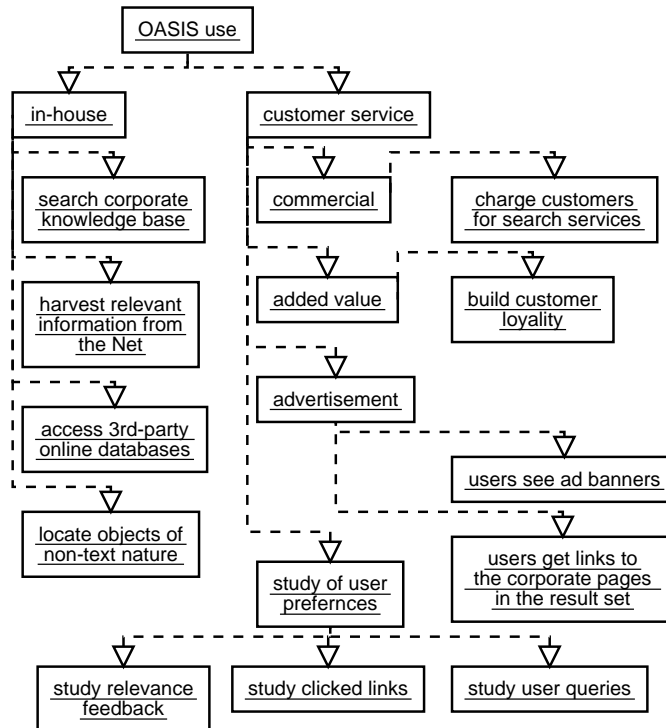 OASIS use
in-house
customer service
search corporate
knowledge base
commercial
charge customers
for search services
harvest relevant
information from
the Net
added value
build customer
loyality
access 3rd-party
online databases
advertisement
users see ad banners
locate objects of
non-text nature
users get links to
the corporate pages
in the result set
study of user
prefernces
study relevance
feedback
study clicked links
study user queries